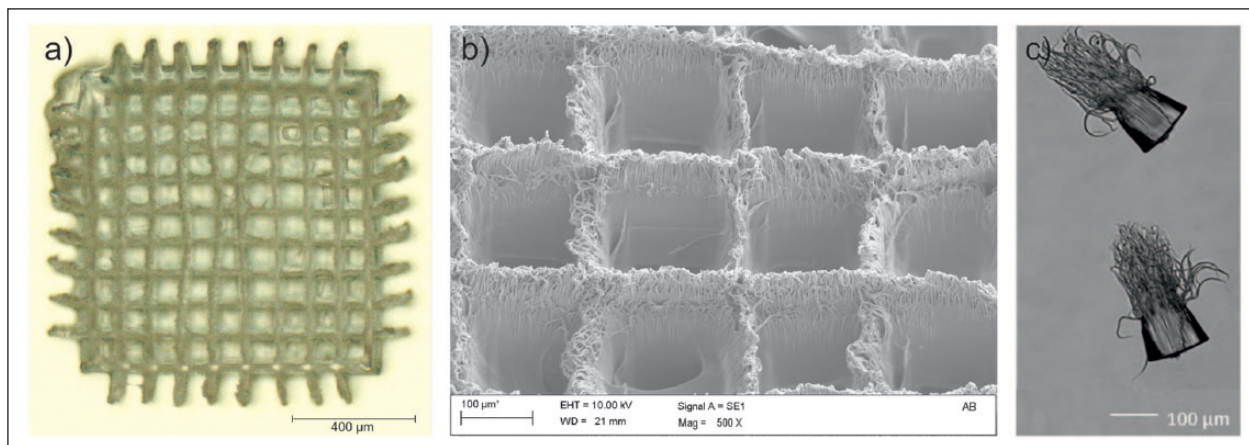 a)
400 µm
b)
100 µm'
EHT = 10.00 kV
WD = 21 mm
Signal A = SE1
Mag = 500 X
AB
c)
100 µm